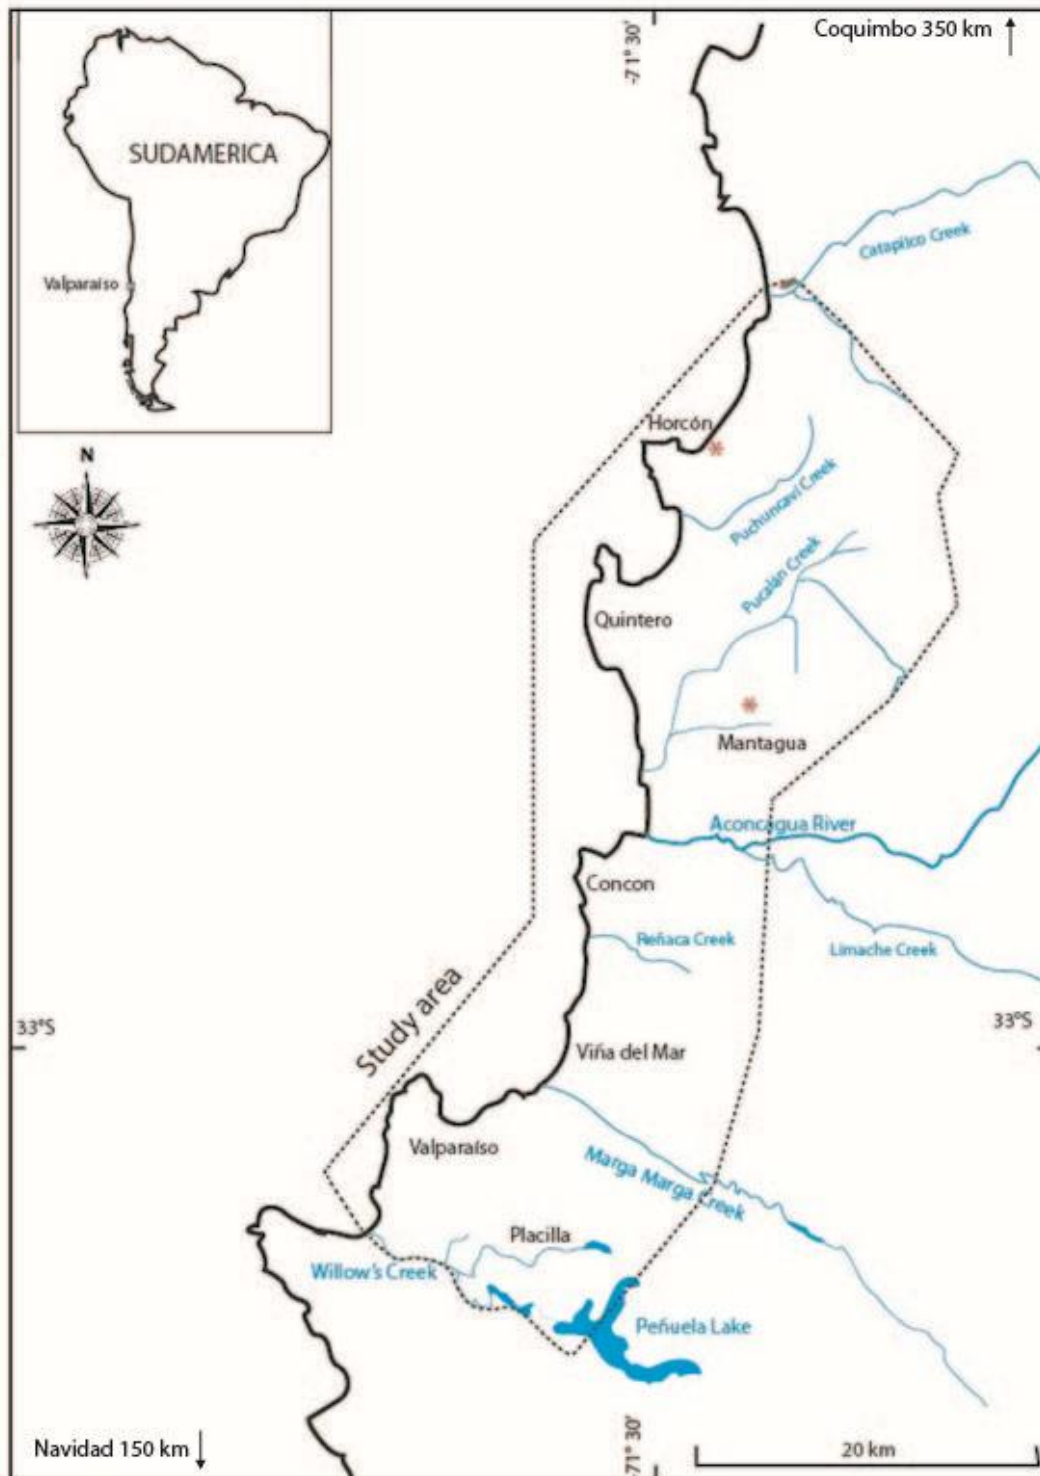 -71° 30'
Coquimbo 350 km
SUDAMERICA
Valparaíso
Catapilco Creek
Horcón
N
Puchuncaví Creek
Pucalán Creek
Quintero
Mantagua
Aconcagua River
Concon
Reñaca Creek
Limache Creek
Study area
33°S
33°S
Viña del Mar
Valparaíso
Marga Marga Creek
Placilla
Willow's Creek
Peñuela Lake
-71° 30'
Navidad 150 km
20 km